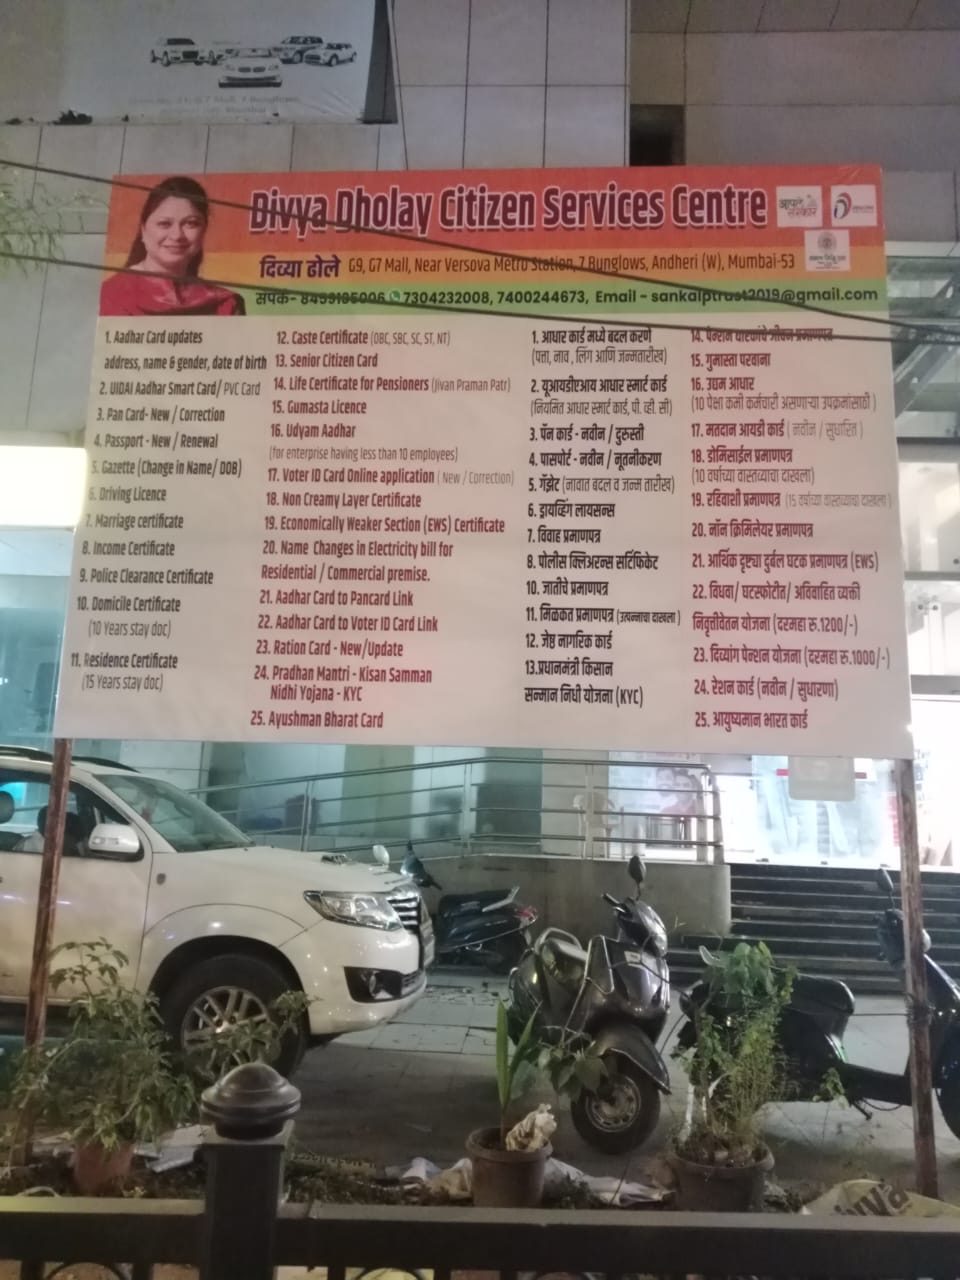 Divya Dholay Citizen Services Centre
दिव्या ढोले G9, G7 Mall, Near Versova Metro Station, 7 Bunglows, Andheri (W), Mumbai-53
संपर्क- 7304232008, 7400244673, Email - sankalptrust2019@gmail.com
आपले
संस्कार
1. Aadhar Card updates
address, name & gender, date of birth
2. UIDAI Aadhar Smart Card/ PVC Card
3. Pan Card- New / Correction
4. Passport - New / Renewal
5. Gazette (Change in Name/ DOB)
6. Driving Licence
7. Marriage certificate
8. Income Certificate
9. Police Clearance Certificate
10. Domicile Certificate
(10 Years stay doc)
11. Residence Certificate
(15 Years stay doc)
12. Caste Certificate (OBC, SBC, SC, ST, NT)
13. Senior Citizen Card
14. Life Certificate for Pensioners (Jivan Praman Patr)
15. Gumasta Licence
16. Udyam Aadhar
(for enterprise having less than 10 employees)
17. Voter ID Card Online application ( New / Correction)
18. Non Creamy Layer Certificate
19. Economically Weaker Section (EWS) Certificate
20. Name Changes in Electricity bill for
Residential / Commercial premise.
21. Aadhar Card to Pancard Link
22. Aadhar Card to Voter ID Card Link
23. Ration Card - New/Update
24. Pradhan Mantri - Kisan Samman
Nidhi Yojana - KYC
25. Ayushman Bharat Card
1. आधार कार्ड मध्ये बदल करणे
(पत्ता, नाव , लिंग आणि जन्मतारीख)
2. यूआयडीएआय आधार स्मार्ट कार्ड
(नियमित आधार स्मार्ट कार्ड, पी. व्ही. सी)
3. पॅन कार्ड - नवीन / दुरुस्ती
4. पासपोर्ट - नवीन / नूतनीकरण
5. गॅझेट (नावात बदल व जन्म तारीख)
6. ड्रायव्हिंग लायसन्स
7. विवाह प्रमाणपत्र
8. पोलीस क्लिअरन्स सर्टिफिकेट
10. जातीचे प्रमाणपत्र
11. मिळकत प्रमाणपत्र (उत्पन्नाचा दाखला )
12. जेष्ठ नागरिक कार्ड
13.प्रधानमंत्री किसान
सन्मान निधी योजना (KYC)
14. पेन्शन धारकांचे जीवन प्रमाणपत्र
15. गुमास्ता परवाना
16. उद्यम आधार
(10 पेक्षा कमी कर्मचारी असणाऱ्या उपक्रमांसाठी )
17. मतदान आयडी कार्ड ( नवीन / सुधारित )
18. डोमिसाईल प्रमाणपत्र
(10 वर्षाच्या वास्तव्याचा दाखला)
19. रहिवाशी प्रमाणपत्र (15 वर्षाच्या वास्तव्याचा दाखला )
20. नॉन क्रिमिलेयर प्रमाणपत्र
21. आर्थिक दृष्ट्या दुर्बल घटक प्रमाणपत्र (EWS)
22. विधवा/ घटस्फोटीत/ अविवाहित व्यक्ती
निवृत्तीवेतन योजना (दरमहा रु.1200/-)
23. दिव्यांग पेन्शन योजना (दरमहा रु.1000/-)
24. रेशन कार्ड (नवीन / सुधारणा)
25. आयुष्यमान भारत कार्ड